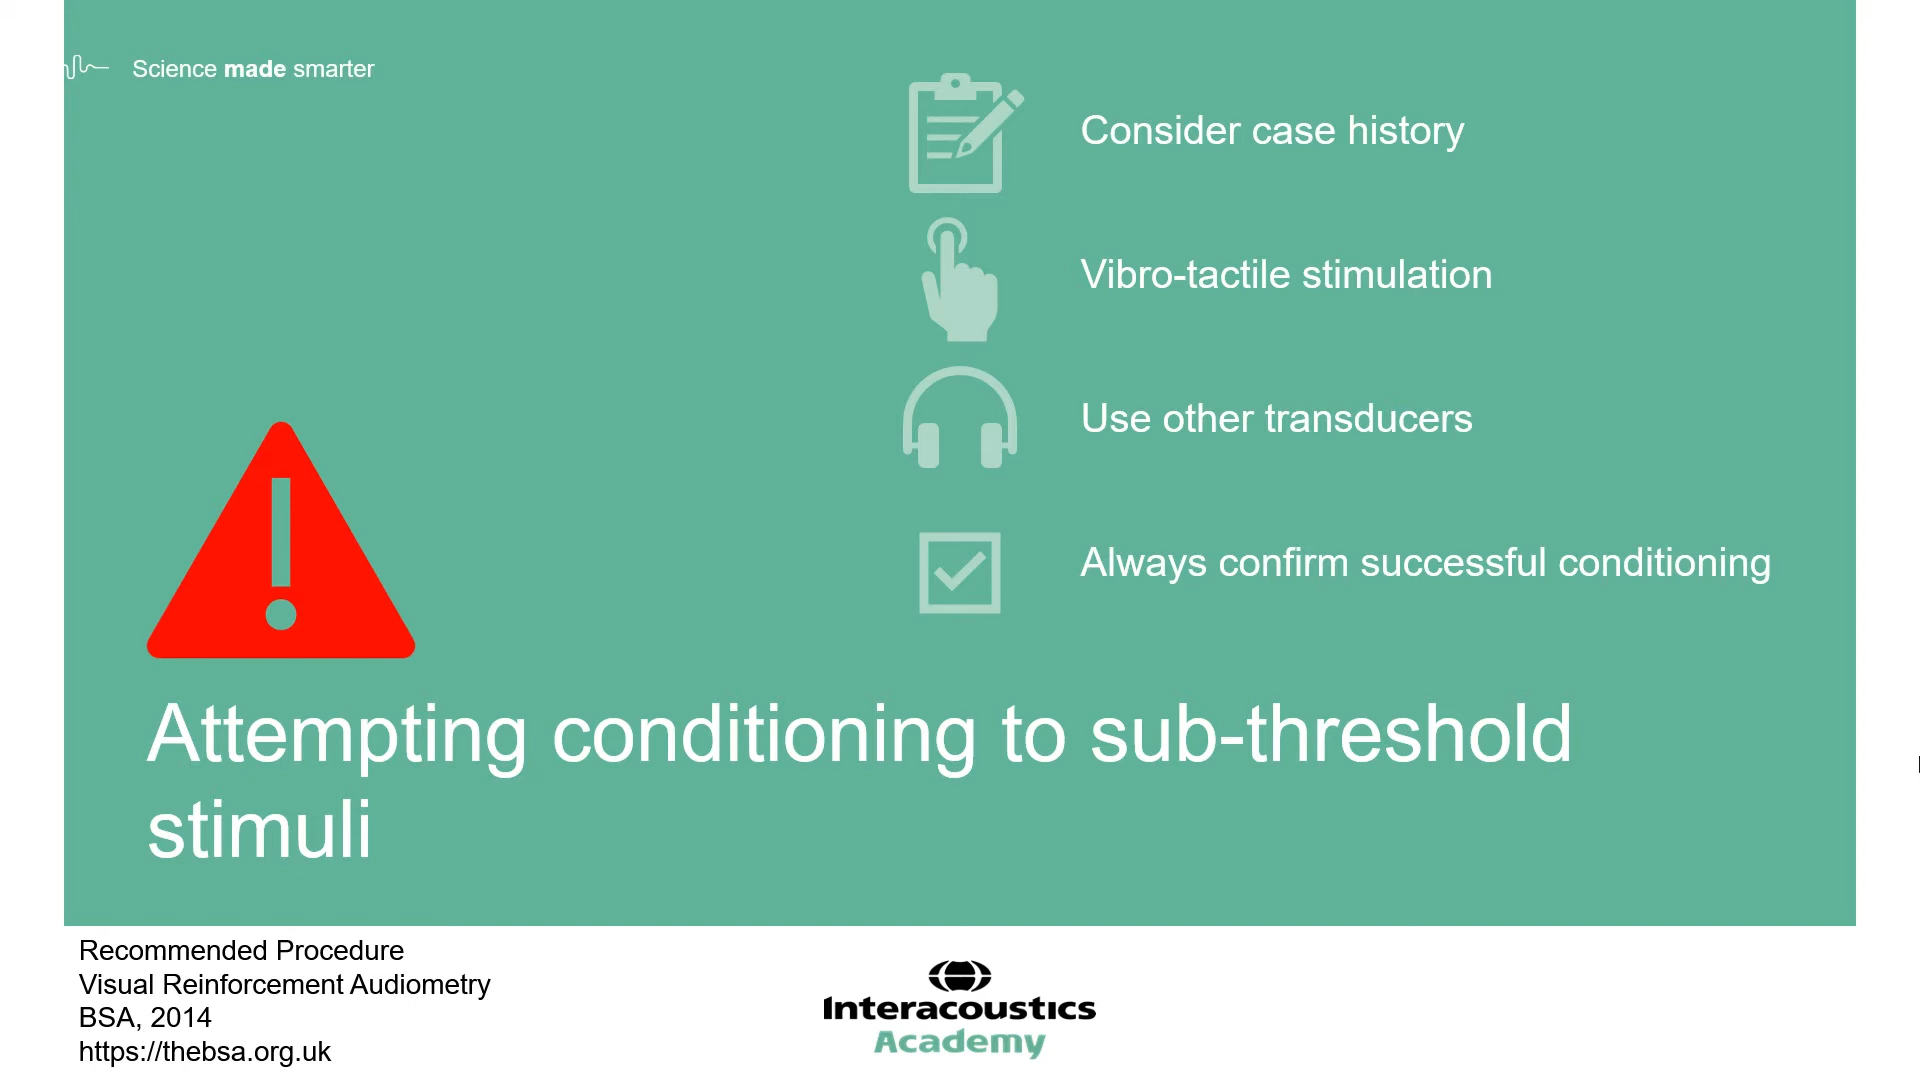 Science made smarter
Consider case history
Vibro-tactile stimulation
Use other transducers
Always confirm successful conditioning
Attempting conditioning to sub-threshold
stimuli
Recommended Procedure
Visual Reinforcement Audiometry
BSA, 2014
https://thebsa.org.uk
Interacoustics
Academy